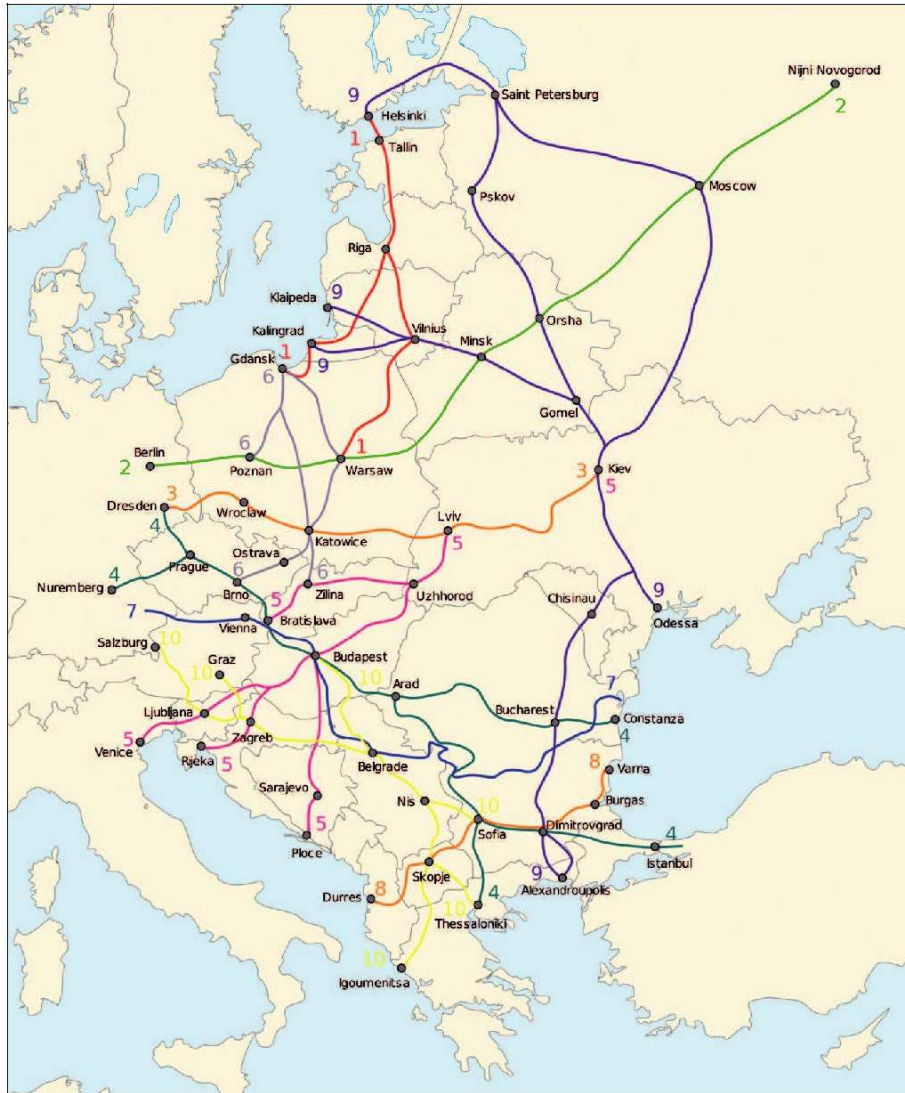 Nijni Novogorod
2
9
Saint Petersburg
Helsinki
1
Tallin
Moscow
Pskov
Riga
9
Klaipeda
Kalingrad
Vilnius
Orsha
1
Minsk
Gdansk
9
6
Gomel
6
1
Berlin
2
Poznan
Warsaw
3
Kiev
5
3
Dresden
Wroclaw
4
Lviv
5
Katowice
Ostrava
Prague
6
6
4
Nuremberg
Brno
Zilina
Uzhhorod
5
Chisinau
9
7
Vienna
Bratislava
Odessa
Salzburg
10
Graz
Budapest
10
10
7
Arad
Ljubljana
Bucharest
Constanza
4
Zagreb
5
Venice
Rijeka
5
Belgrade
8
Varna
Sarajevo
Nis
10
Burgas
Sofia
Dimitrovgrad
5
4
Ploce
Istanbul
Skopje
9
Alexandroupolis
Durres
8
4
10
Thessaloniki
10
Igoumenitsa